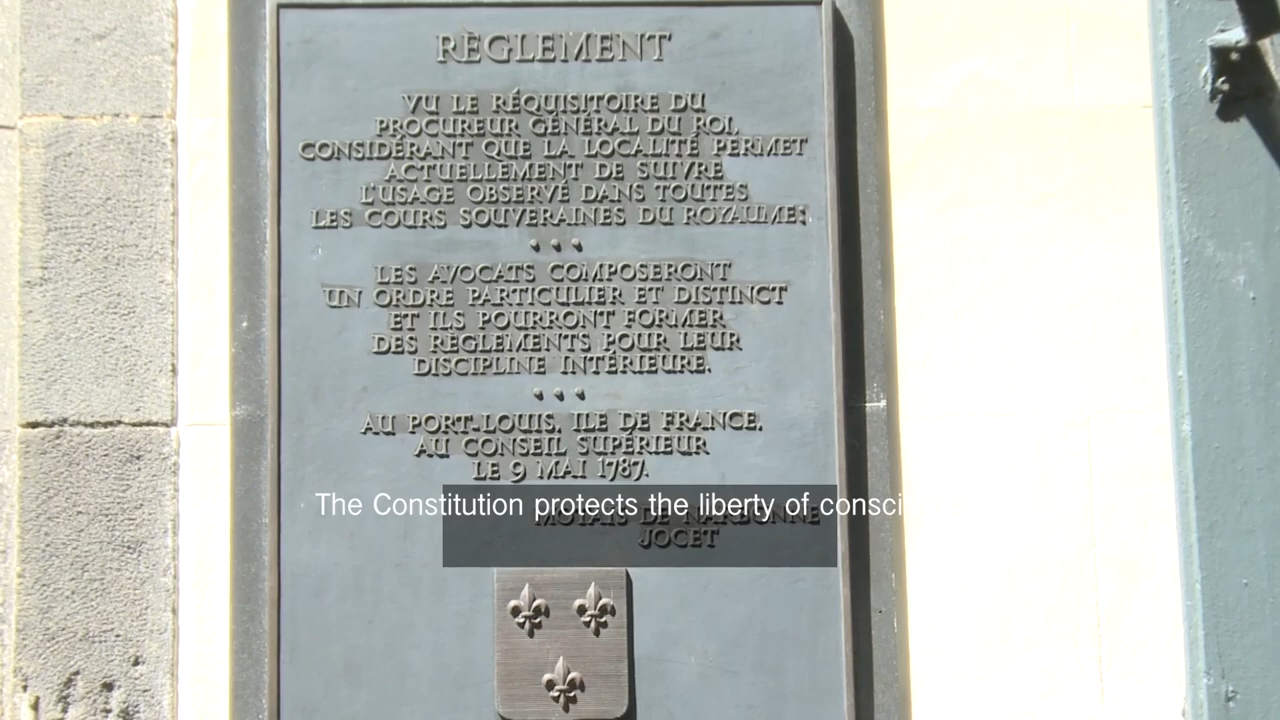 RÈGLEMENT
VU LE RÉQUISITOIRE DU
PROCUREUR GÉNÉRAL DU ROI,
CONSIDÉRANT QUE LA LOCALITÉ PERMET
ACTUELLEMENT DE SUIVRE
L'USAGE OBSERVÉ DANS TOUTES
LES COURS SOUVERAINES DU ROYAUME:
LES AVOCATS COMPOSERONT
UN ORDRE PARTICULIER ET DISTINCT
ET ILS POURRONT FORMER
DES RÈGLEMENTS POUR LEUR
DISCIPLINE INTÉRIEURE.
AU PORT-LOUIS, ILE DE FRANCE,
AU CONSEIL SUPÉRIEUR
LE 9 MAI 1787.
The Constitution protects the liberty of
MOTAIS DE NARBONNE
JOCET